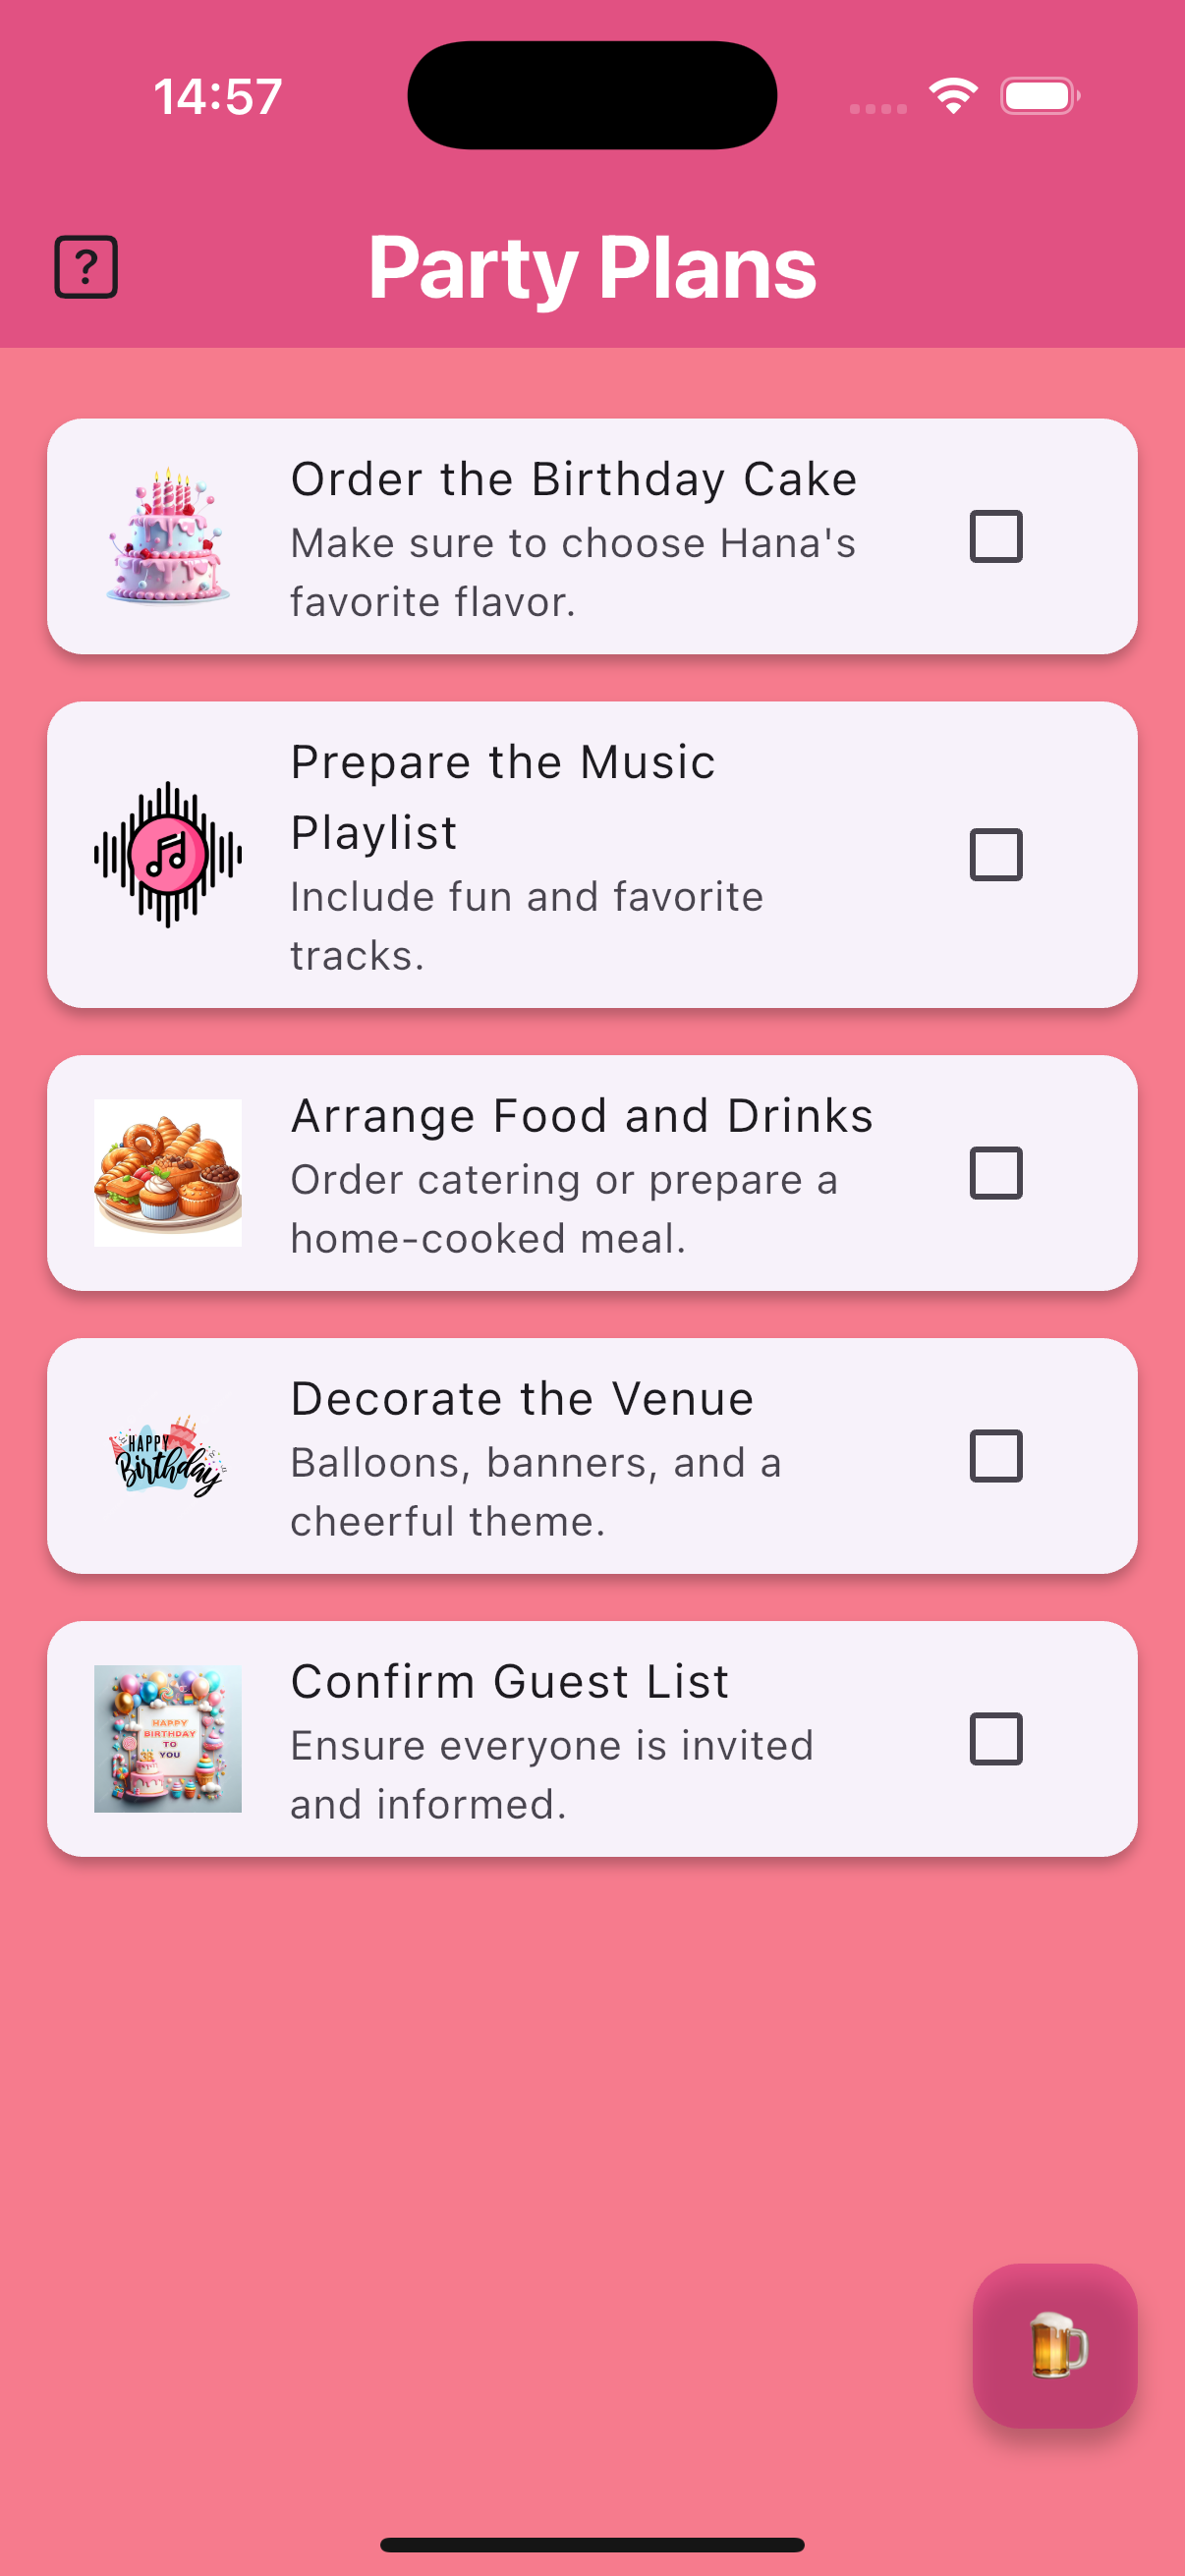 14:57
?
Party Plans
Order the Birthday Cake
Make sure to choose Hana's
favorite flavor.
Prepare the Music
Playlist
Include fun and favorite
tracks.
Arrange Food and Drinks
Order catering or prepare a
home-cooked meal.
HAPPY
Birthday
Decorate the Venue
Balloons, banners, and a
cheerful theme.
HAPPY
BIRTHDAY
TO
YOU
Confirm Guest List
Ensure everyone is invited
and informed.